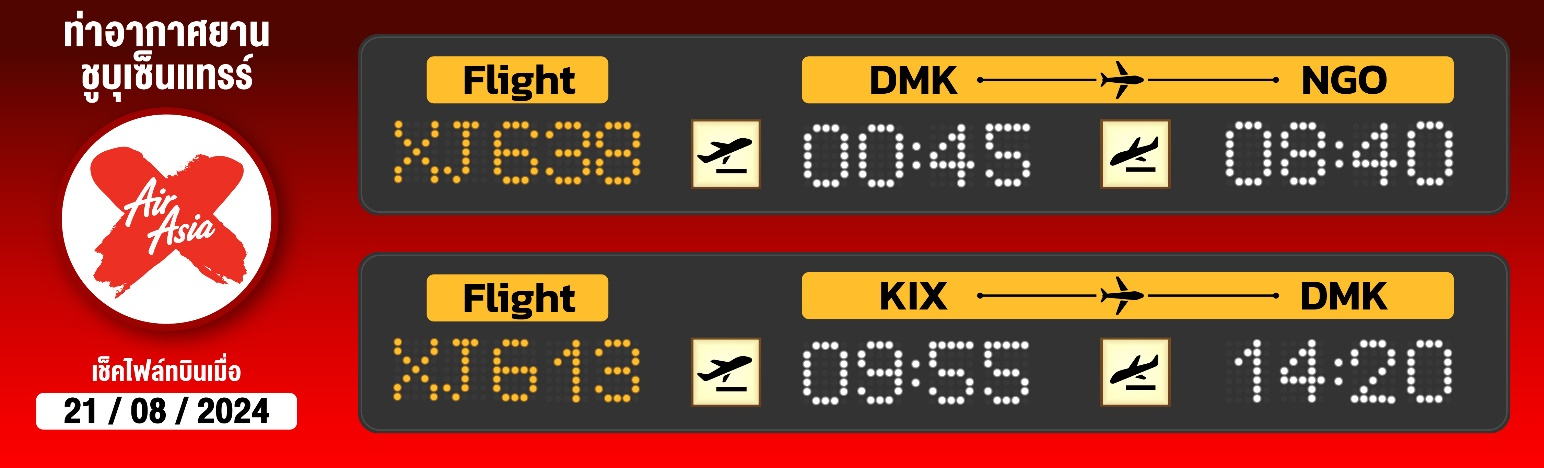 ท่าอากาศยาน
ชูบุเซ็นแทรร์
Air
Asia
เช็คไฟล์ทบินเมื่อ
21 / 08 / 2024
Flight
DMK NGO
XJ638 00:45 08:40
Flight
KIX DMK
XJ613 09:55 14:20